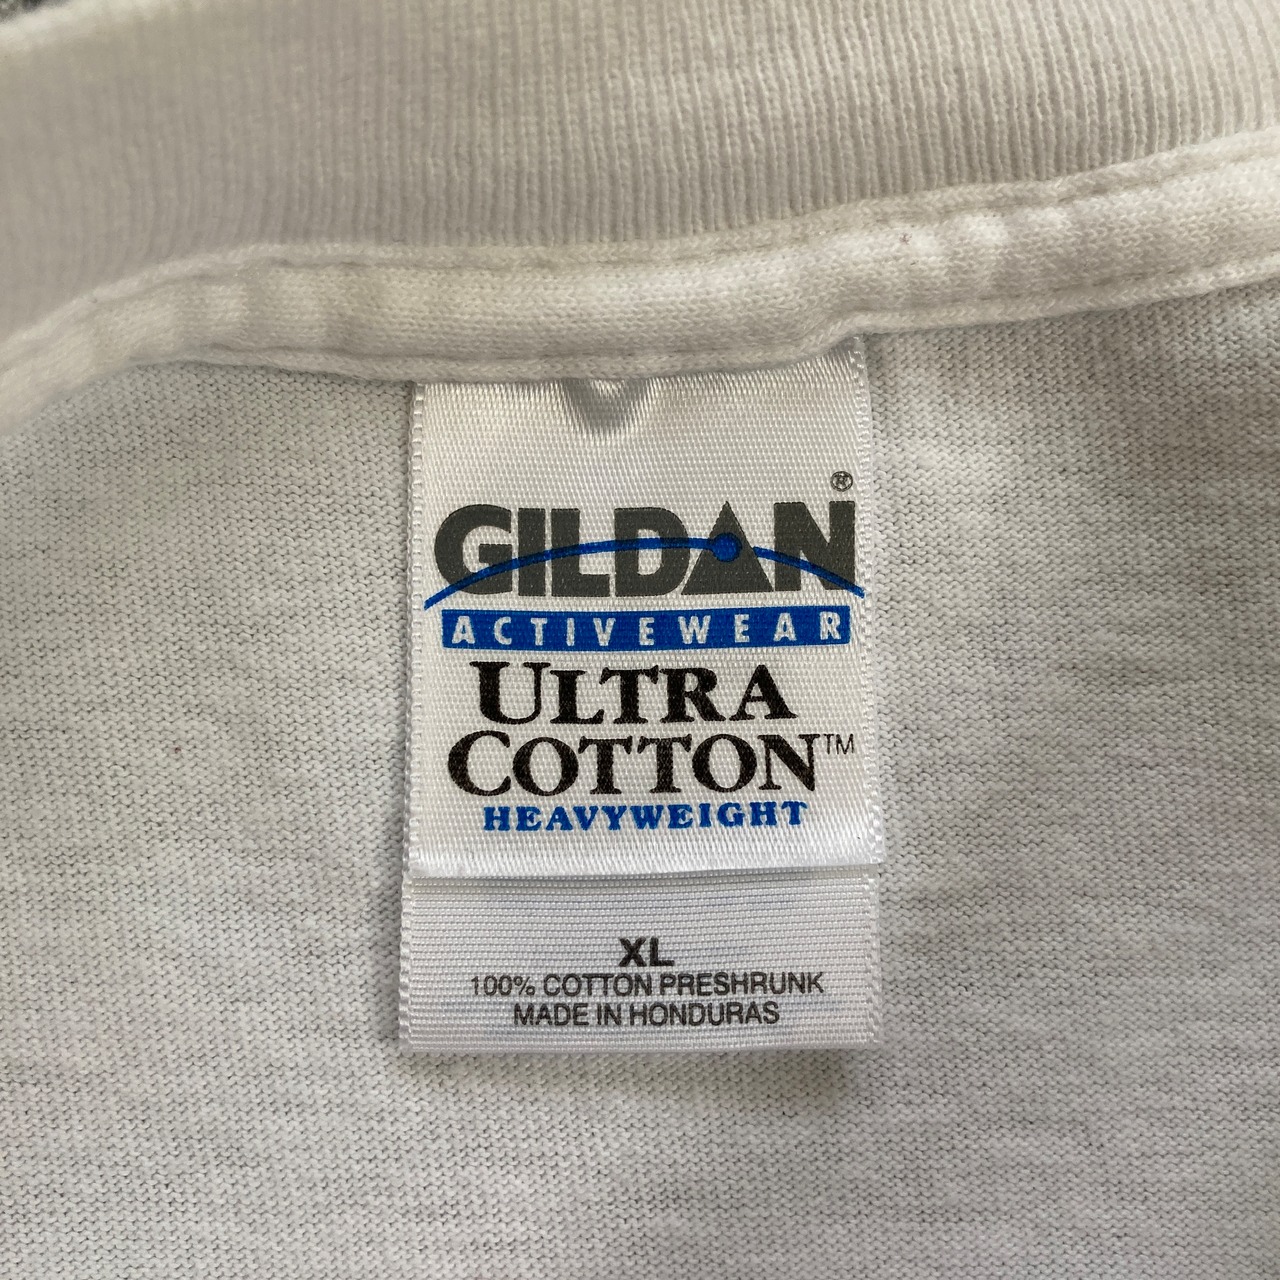 GILDAN®
ACTIVEWEAR
ULTRA
COTTON™
HEAVYWEIGHT
XL
100% COTTON PRESHRUNK
MADE IN HONDURAS